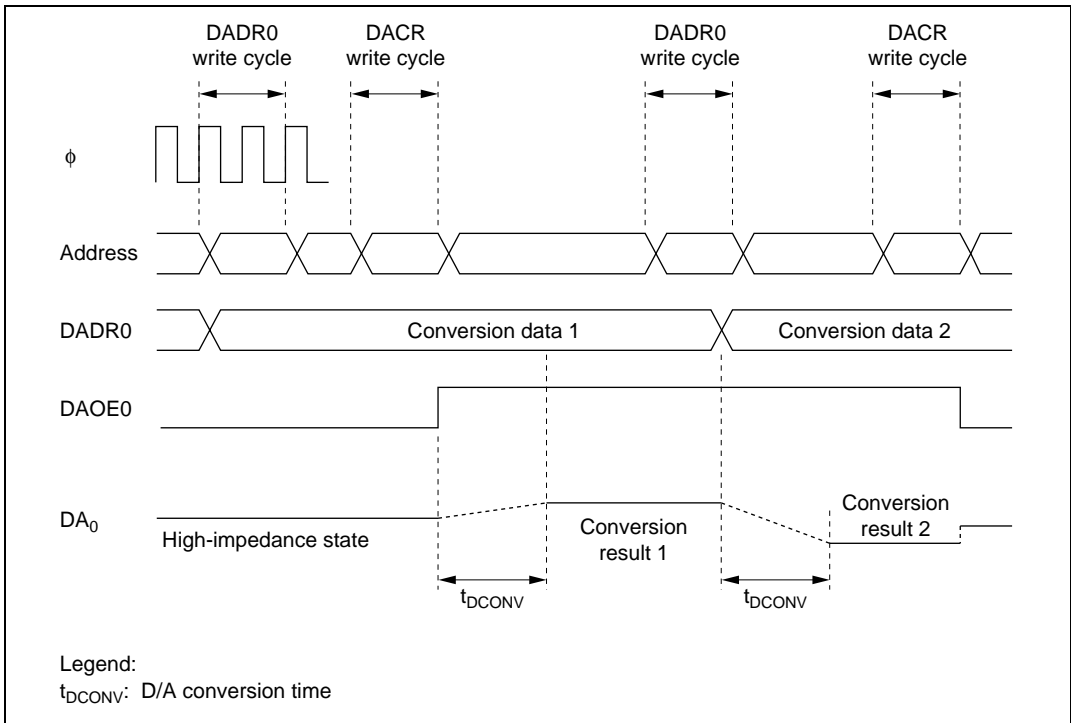 DADR0
write cycle
DACR
write cycle
DADR0
write cycle
DACR
write cycle
ϕ
Address
DADR0
Conversion data 1
Conversion data 2
DAOE0
DA₀
High-impedance state
Conversion
result 1
Conversion
result 2
tDCONV
tDCONV
Legend:
tDCONV: D/A conversion time